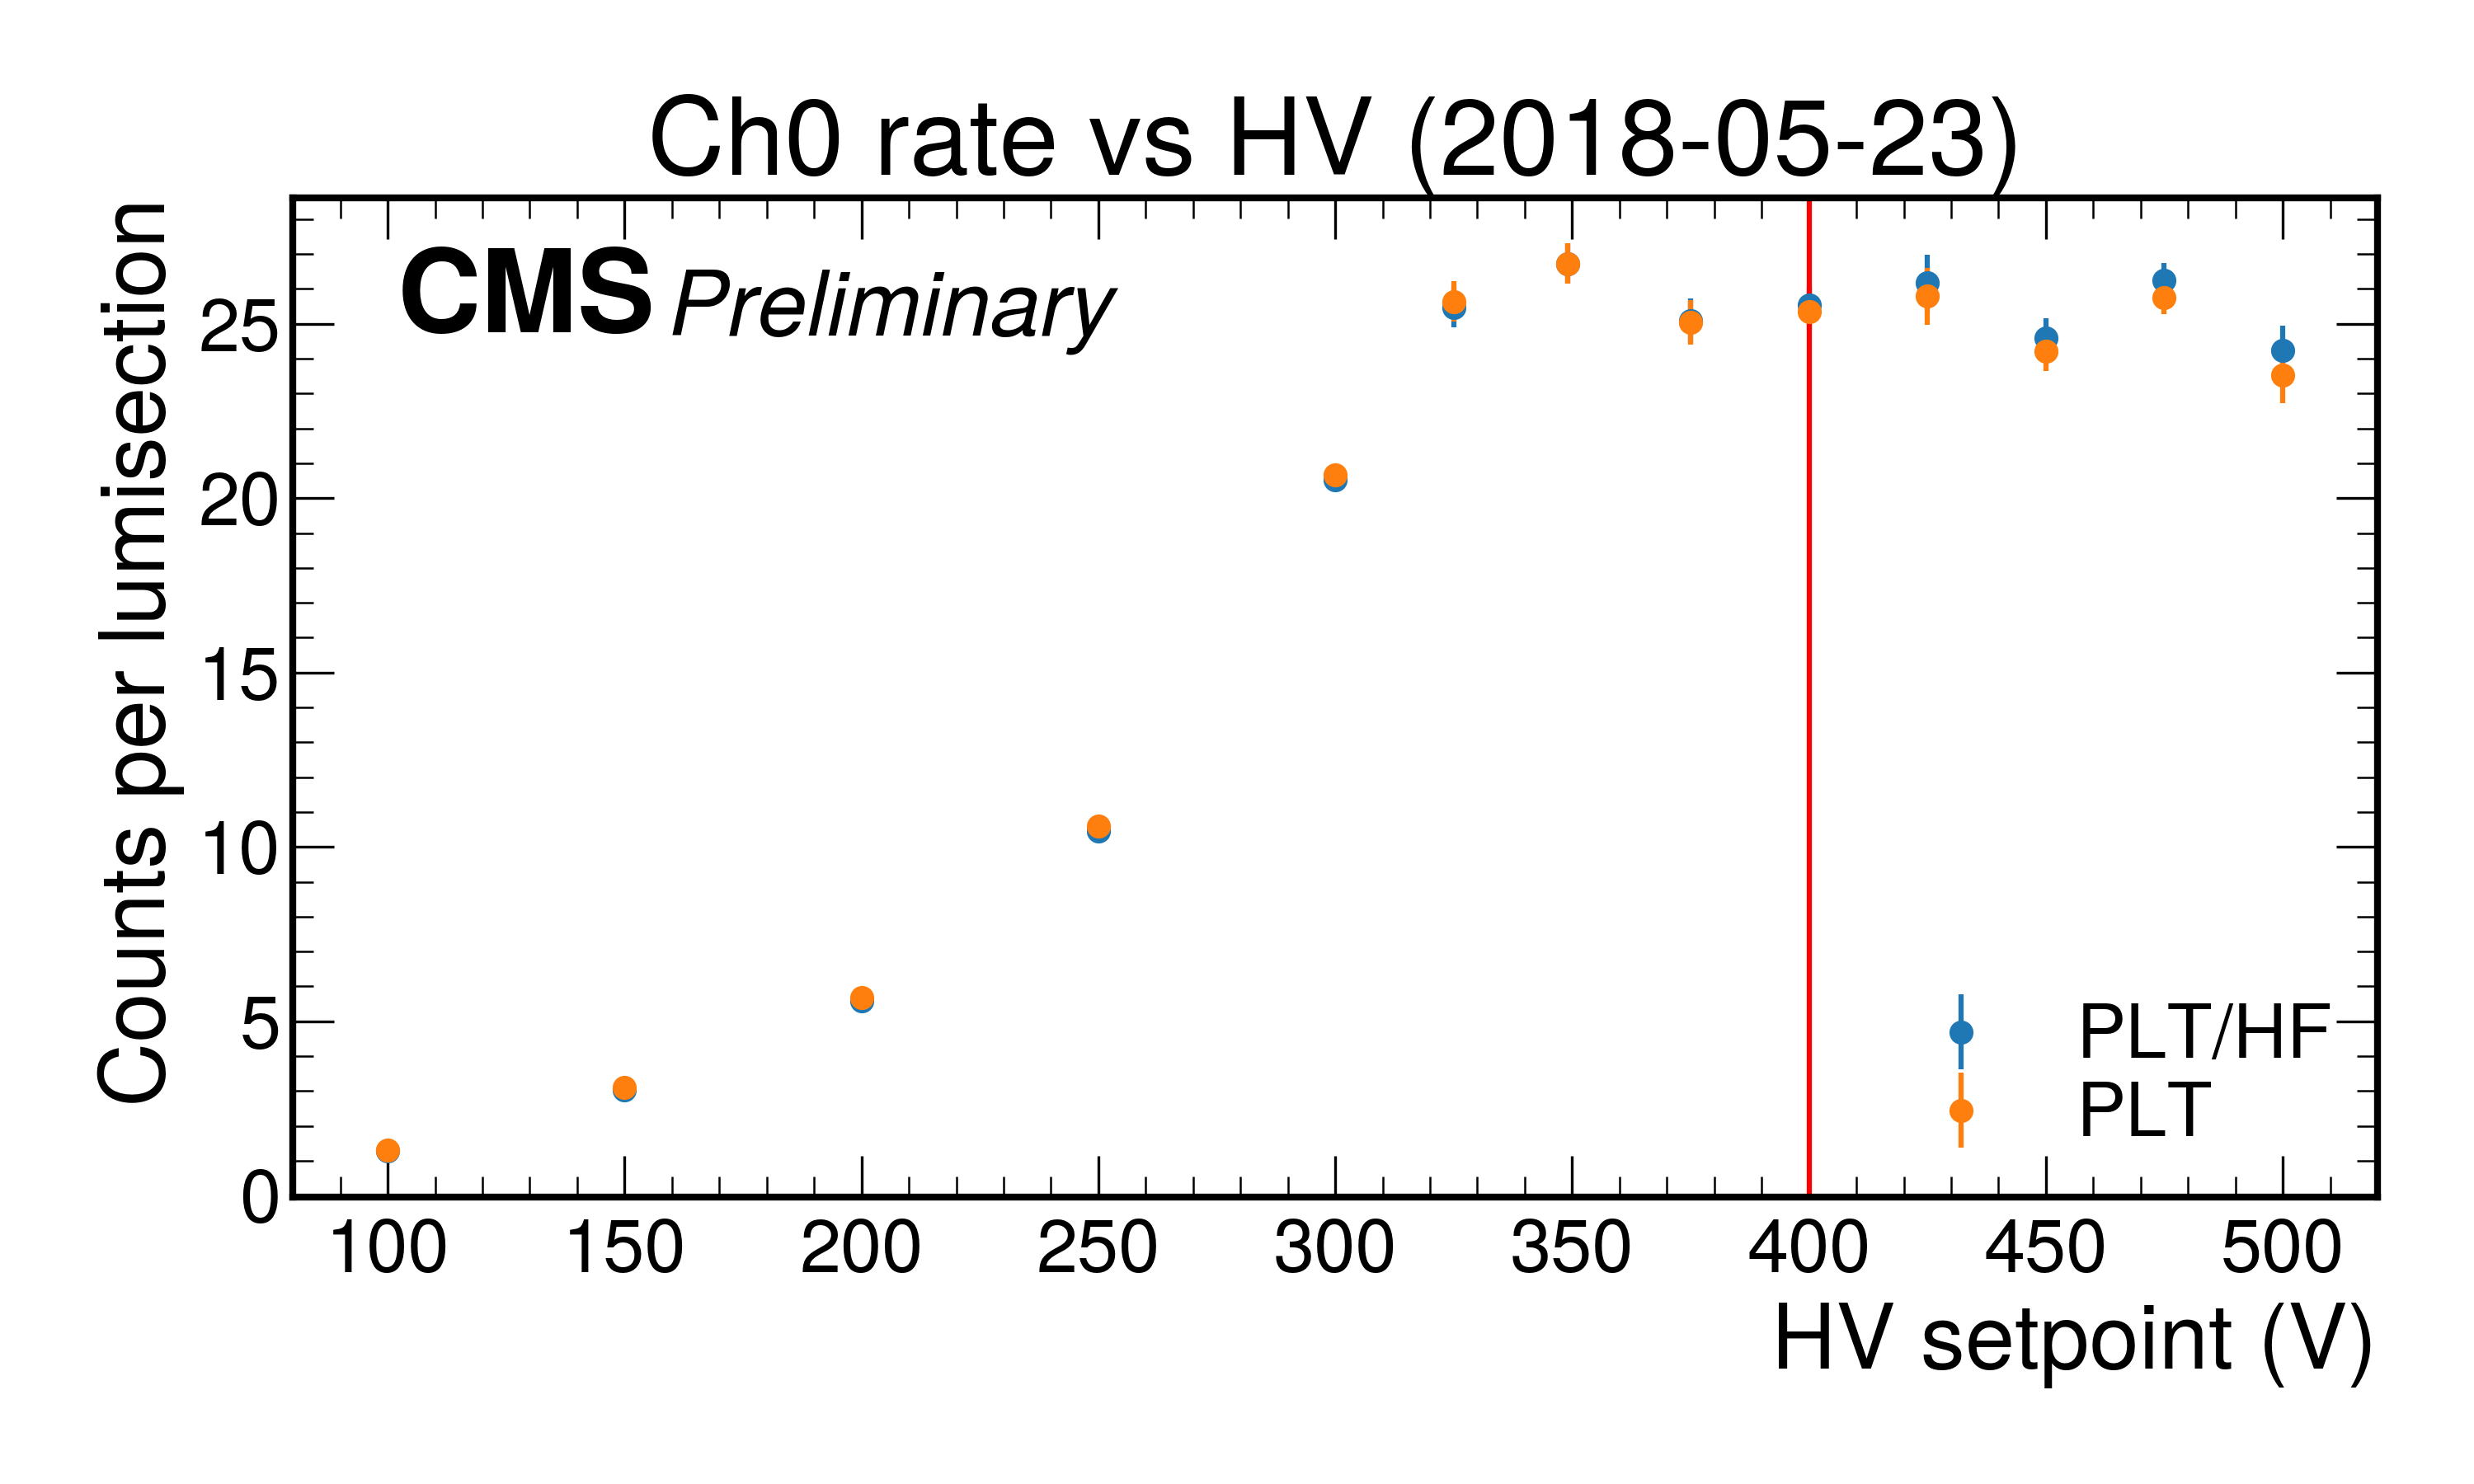 Ch0 rate vs HV (2018-05-23)
CMS Preliminary
Counts per lumisection
25
20
15
10
5
0
PLT/HF
PLT
100 150 200 250 300 350 400 450 500
HV setpoint (V)